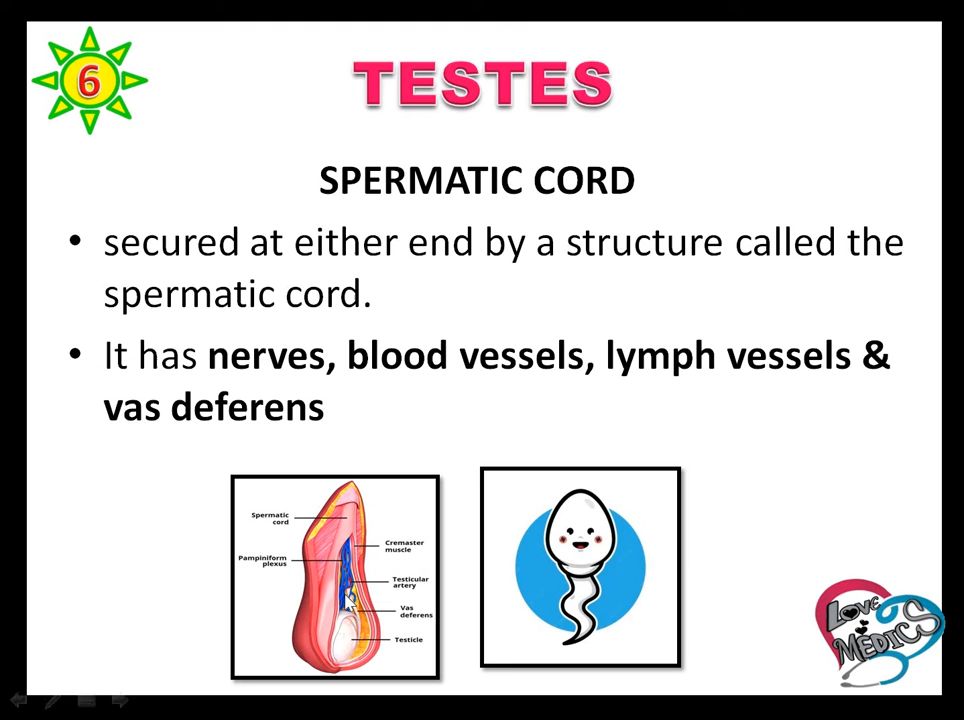 6
TESTES
SPERMATIC CORD
• secured at either end by a structure called the
spermatic cord.
• It has nerves, blood vessels, lymph vessels &
vas deferens
Spermatic
cord
Cremaster
muscle
Pampiniform
plexus
Testicular
artery
Vas
deferens
Testicle
LOVE
MEDICS